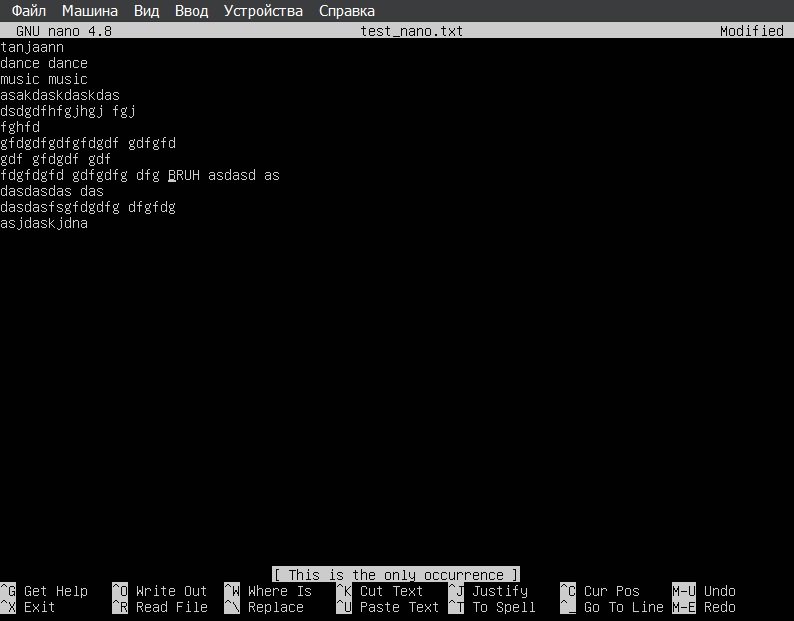 Файл Машина Вид Ввод Устройства Справка
GNU nano 4.8 test_nano.txt Modified
tanjaann
dance dance
music music
asakdaskdaskdas
dsdgdfhfgjhgj fgj
fghfd
gfdgdfgdfgfdgdf gdfgfd
gdf gfdgdf gdf
fdgfdgfd gdfgdfg dfg BRUH asdasd as
dasdasdas das
dasdasfsgfdgdfg dfgfdg
asjdaskjdna
[ This is the only occurrence ]
^G Get Help ^O Write Out ^W Where Is ^K Cut Text ^J Justify ^C Cur Pos M-U Undo
^X Exit ^R Read File ^\ Replace ^U Paste Text ^T To Spell ^_ Go To Line M-E Redo